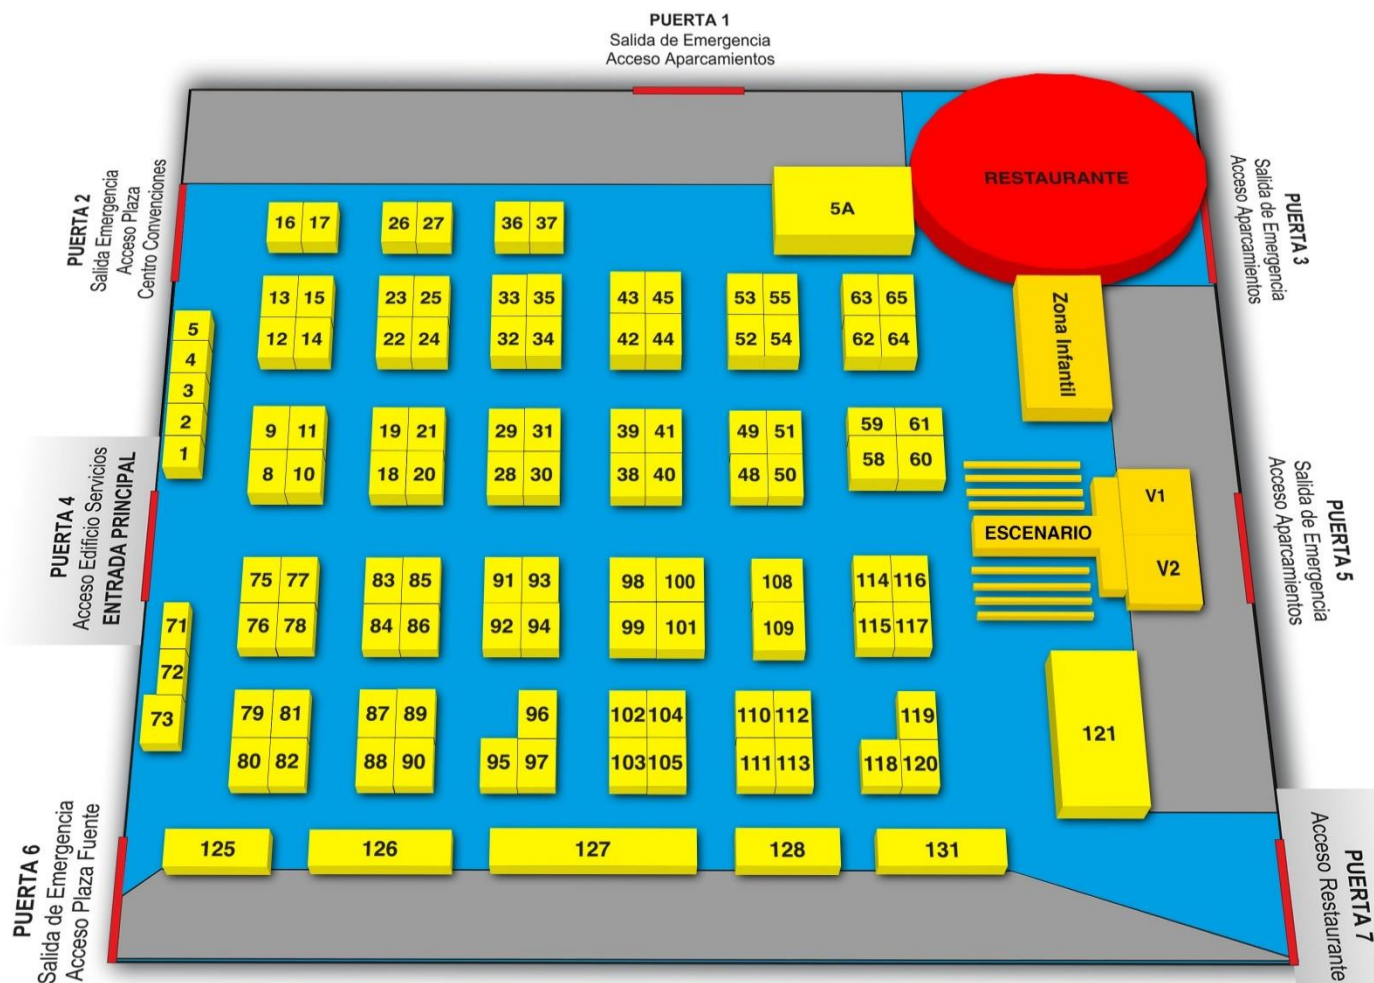 PUERTA 1
Salida de Emergencia
Acceso Aparcamientos
PUERTA 2
Salida Emergencia
Acceso Plaza
Centro Convenciones
PUERTA 3
Salida de Emergencia
Acceso Aparcamientos
RESTAURANTE
5A
16 17 26 27 36 37
13 15 23 25 33 35 43 45 53 55 63 65
12 14 22 24 32 34 42 44 52 54 62 64
Zona Infantil
5
4
3
2
1
9 11 19 21 29 31 39 41 49 51 59 61
8 10 18 20 28 30 38 40 48 50 58 60
PUERTA 4
Acceso Edificio Servicios
ENTRADA PRINCIPAL
ESCENARIO
V1
V2
PUERTA 5
Salida de Emergencia
Acceso Aparcamientos
75 77 83 85 91 93 98 100 108 114 116
76 78 84 86 92 94 99 101 109 115 117
71
72
73
79 81 87 89 96 102 104 110 112 119
80 82 88 90 95 97 103 105 111 113 118 120
121
125 126 127 128 131
PUERTA 6
Salida de Emergencia
Acceso Plaza Fuente
PUERTA 7
Acceso Restaurante